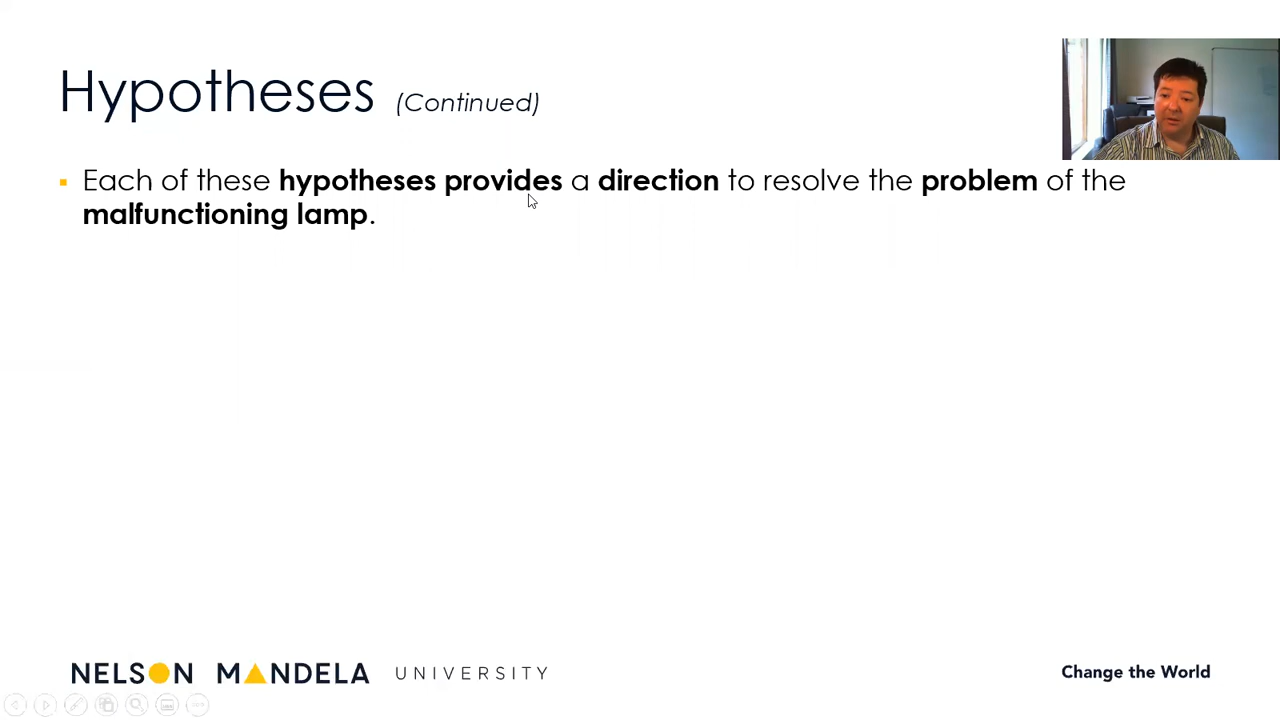 Hypotheses (Continued)
Each of these hypotheses provides a direction to resolve the problem of the
malfunctioning lamp.
NELSON MANDELA UNIVERSITY
Change the World